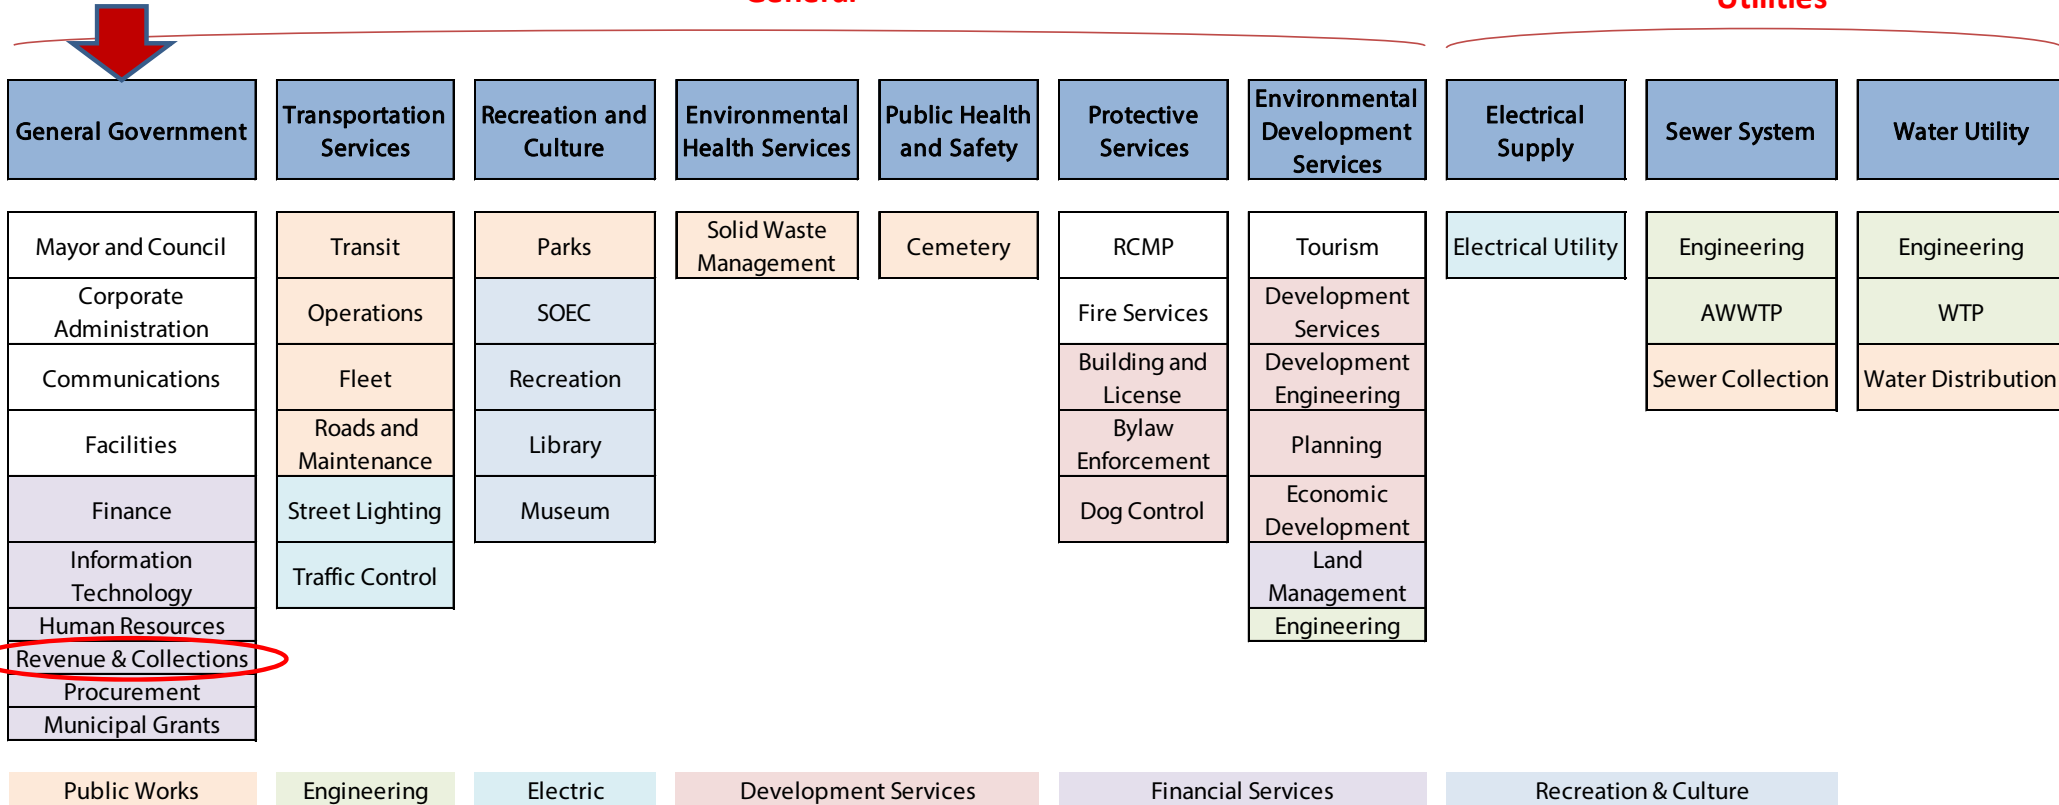 General
Utilities
General Government
Transportation
Services
Recreation and
Culture
Environmental
Health Services
Public Health
and Safety
Protective
Services
Environmental
Development
Services
Electrical
Supply
Sewer System
Water Utility
Mayor and Council
Corporate
Administration
Communications
Facilities
Finance
Information
Technology
Human Resources
Revenue & Collections
Procurement
Municipal Grants
Transit
Operations
Fleet
Roads and
Maintenance
Street Lighting
Traffic Control
Parks
SOEC
Recreation
Library
Museum
Solid Waste
Management
Cemetery
RCMP
Fire Services
Building and
License
Bylaw
Enforcement
Dog Control
Tourism
Development
Services
Development
Engineering
Planning
Economic
Development
Land
Management
Engineering
Electrical Utility
Engineering
AWWTP
Sewer Collection
Engineering
WTP
Water Distribution
Public Works
Engineering
Electric
Development Services
Financial Services
Recreation & Culture